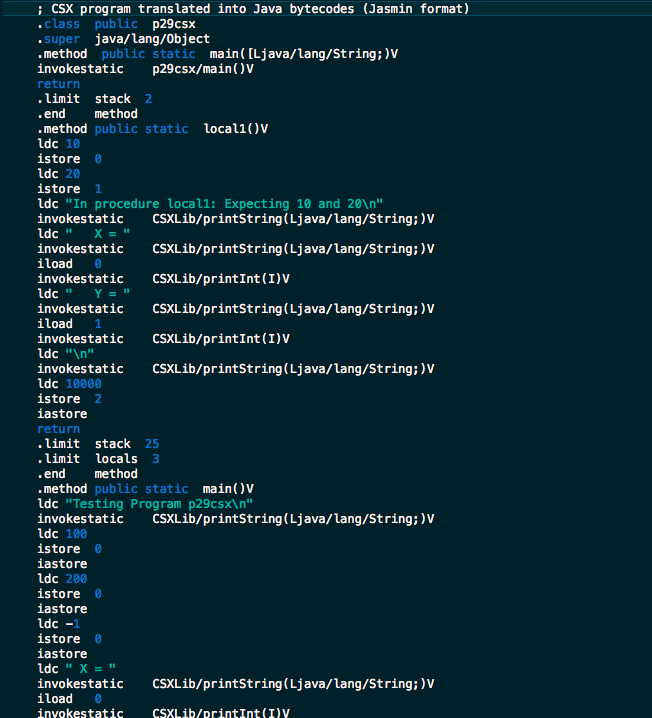 ; CSX program translated into Java bytecodes (Jasmin format)
.class  public  p29csx
.super  java/lang/Object
.method  public static  main([Ljava/lang/String;)V
invokestatic    p29csx/main()V
return
.limit  stack  2
.end    method
.method public static  local1()V
ldc 10
istore  0
ldc 20
istore  1
ldc "In procedure local1: Expecting 10 and 20\n"
invokestatic    CSXLib/printString(Ljava/lang/String;)V
ldc "   X = "
invokestatic    CSXLib/printString(Ljava/lang/String;)V
iload   0
invokestatic    CSXLib/printInt(I)V
ldc "   Y = "
invokestatic    CSXLib/printString(Ljava/lang/String;)V
iload   1
invokestatic    CSXLib/printInt(I)V
ldc "\n"
invokestatic    CSXLib/printString(Ljava/lang/String;)V
ldc 10000
istore  2
iastore
return
.limit  stack  25
.limit  locals  3
.end    method
.method public static  main()V
ldc "Testing Program p29csx\n"
invokestatic    CSXLib/printString(Ljava/lang/String;)V
ldc 100
istore  0
iastore
ldc 200
istore  0
iastore
ldc -1
istore  0
iastore
ldc " X = "
invokestatic    CSXLib/printString(Ljava/lang/String;)V
iload   0
invokestatic    CSXLib/printInt(I)V